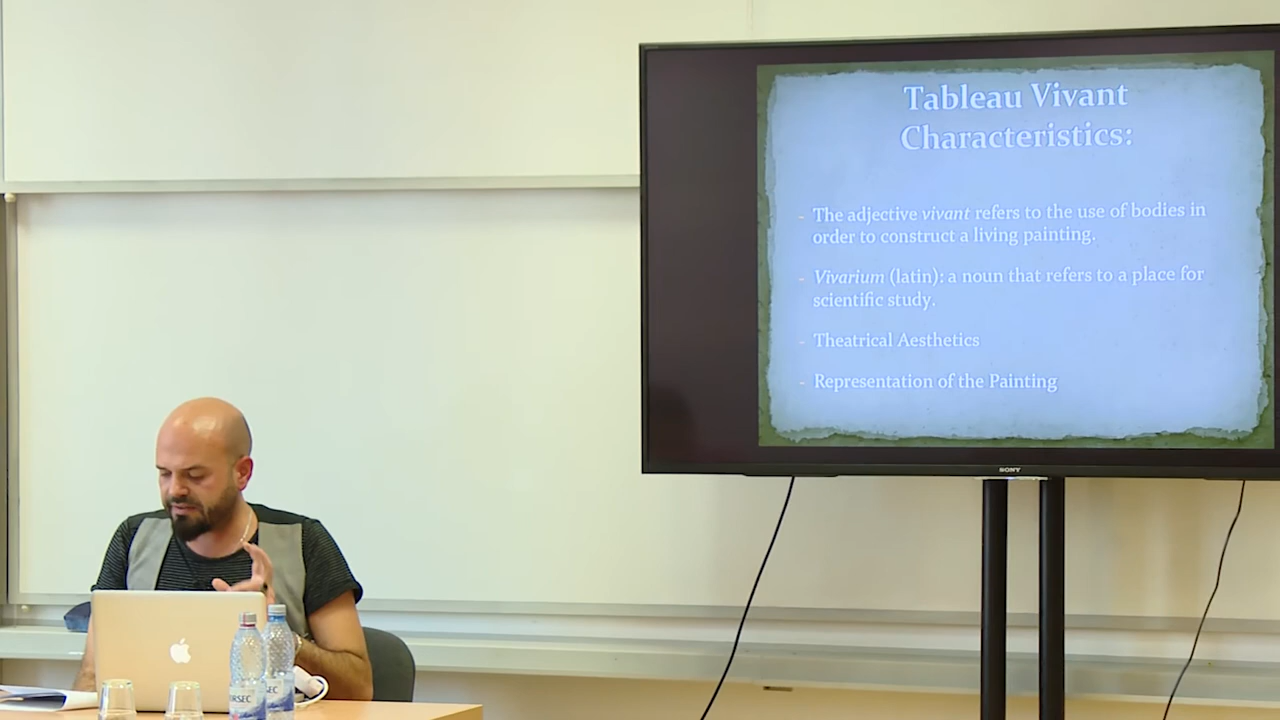 Tableau Vivant
Characteristics:
- The adjective vivant refers to the use of bodies in
order to construct a living painting.
- Vivarium (latin): a noun that refers to a place for
scientific study.
- Theatrical Aesthetics
- Representation of the Painting
SONY